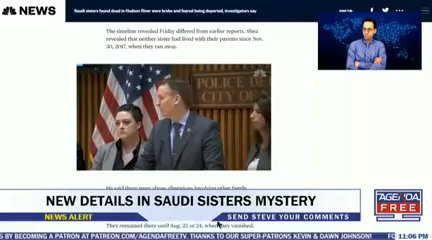 NEWS
Saudi sisters found dead in Hudson River were broke and feared being deported, investigators say
The timeline revealed Friday differed from earlier reports. Shea
revealed that neither sister had lived with their parents since Nov.
30, 2017, when they ran away.
POLICE D
CITY OF
NEW DETAILS IN SAUDI SISTERS MYSTERY
NEWS ALERT
SEND STEVE YOUR COMMENTS
AGENDA
FREE
They remained there until Aug. 23 or 24, when they vanished.
BY BECOMING A PATRON AT PATREON.COM/AGENDAFREETV. THANKS TO OUR SUPER-PATRONS KEVIN & DAWN JOHNSON!
11:06 PM